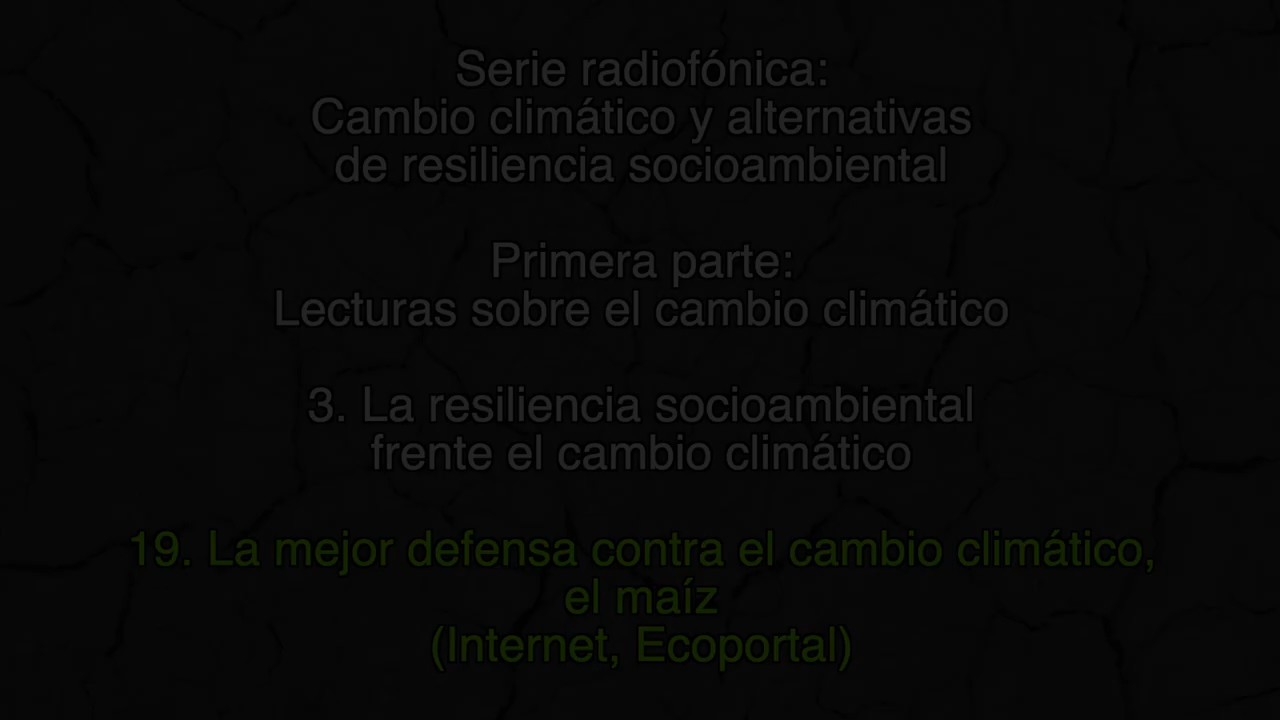 Serie radiofónica:
Cambio climático y alternativas
de resiliencia socioambiental
Primera parte:
Lecturas sobre el cambio climático
3. La resiliencia socioambiental
frente el cambio climático
19. La mejor defensa contra el cambio climático,
el maíz
(Internet, Ecoportal)